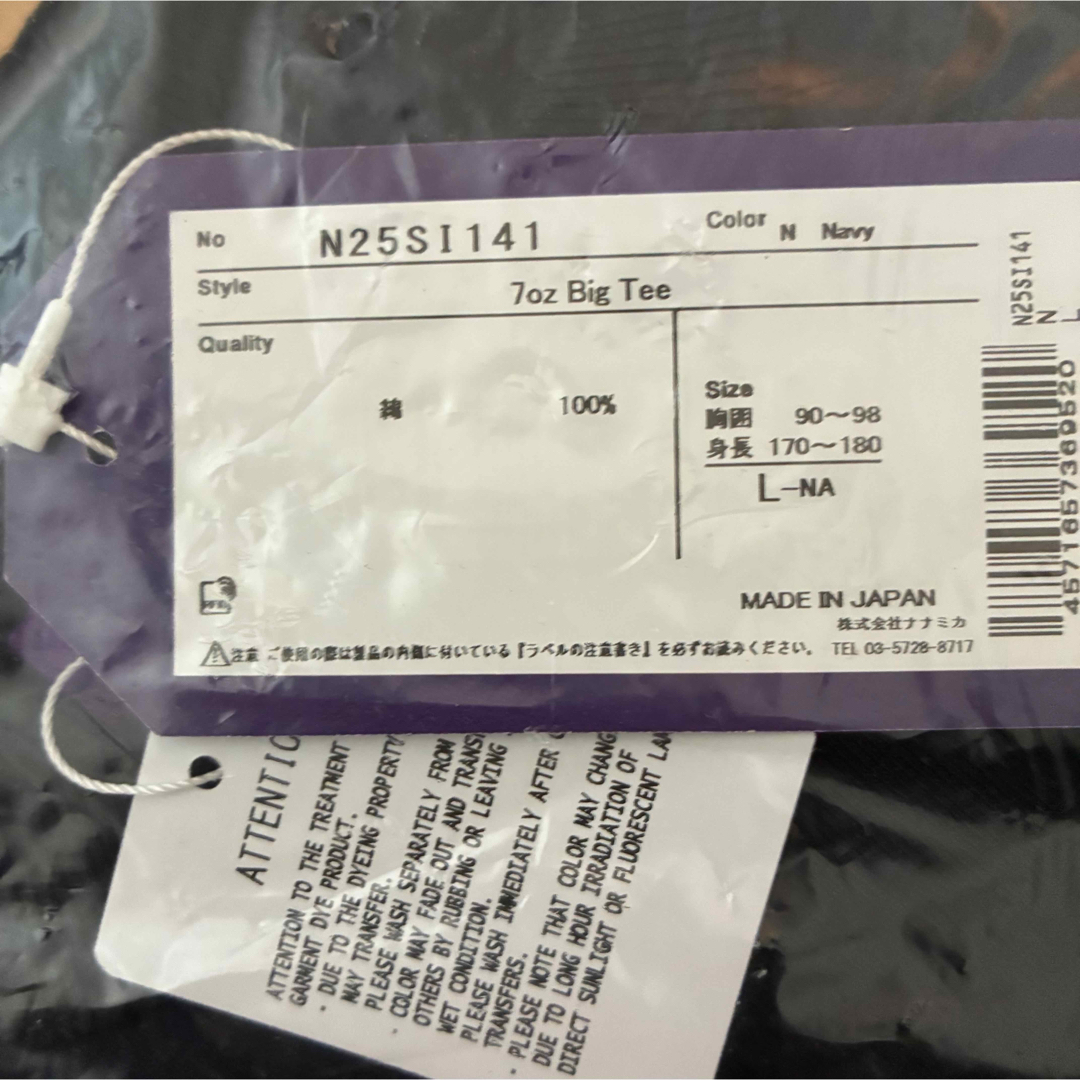 No N25SI141 Color N Navy
Style 7oz Big Tee
Quality
綿 100%
Size
胸囲 90～98
身長 170～180
L-NA
RFID
MADE IN JAPAN
株式会社ナナミカ
注意 ご使用の際は製品の内側に付いている『ラベルの注意書き』を必ずお読みください。 TEL 03-5728-8717
N25SI141
N
L
4571657369520
ATTENTIO
ATTENTION TO THE TREATMENT
GARMENT DYE PRODUCT.
・DUE TO THE DYEING PROPERTY
MAY TRANSFER.
PLEASE WASH SEPARATELY FROM
・COLOR MAY FADE OUT AND TRANS
OTHERS BY RUBBING OR LEAVING
WET CONDITION.
PLEASE WASH IMMEDIATELY AFTER
TRANSFERS.
・PLEASE NOTE THAT COLOR MAY CHANG
DUE TO LONG HOUR IRRADIATION OF
DIRECT SUNLIGHT OR FLUORESCENT LA